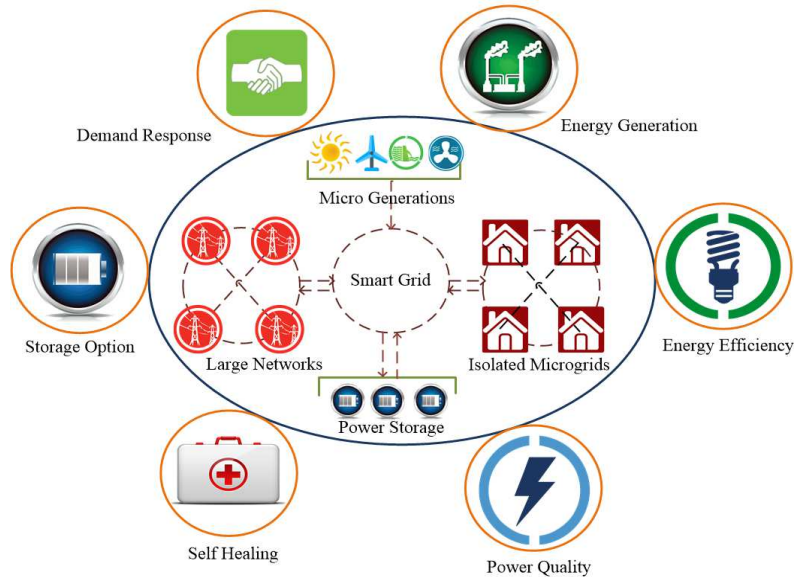 Demand Response
Energy Generation
Micro Generations
Smart Grid
Storage Option
Large Networks
Isolated Microgrids
Energy Efficiency
Power Storage
Self Healing
Power Quality